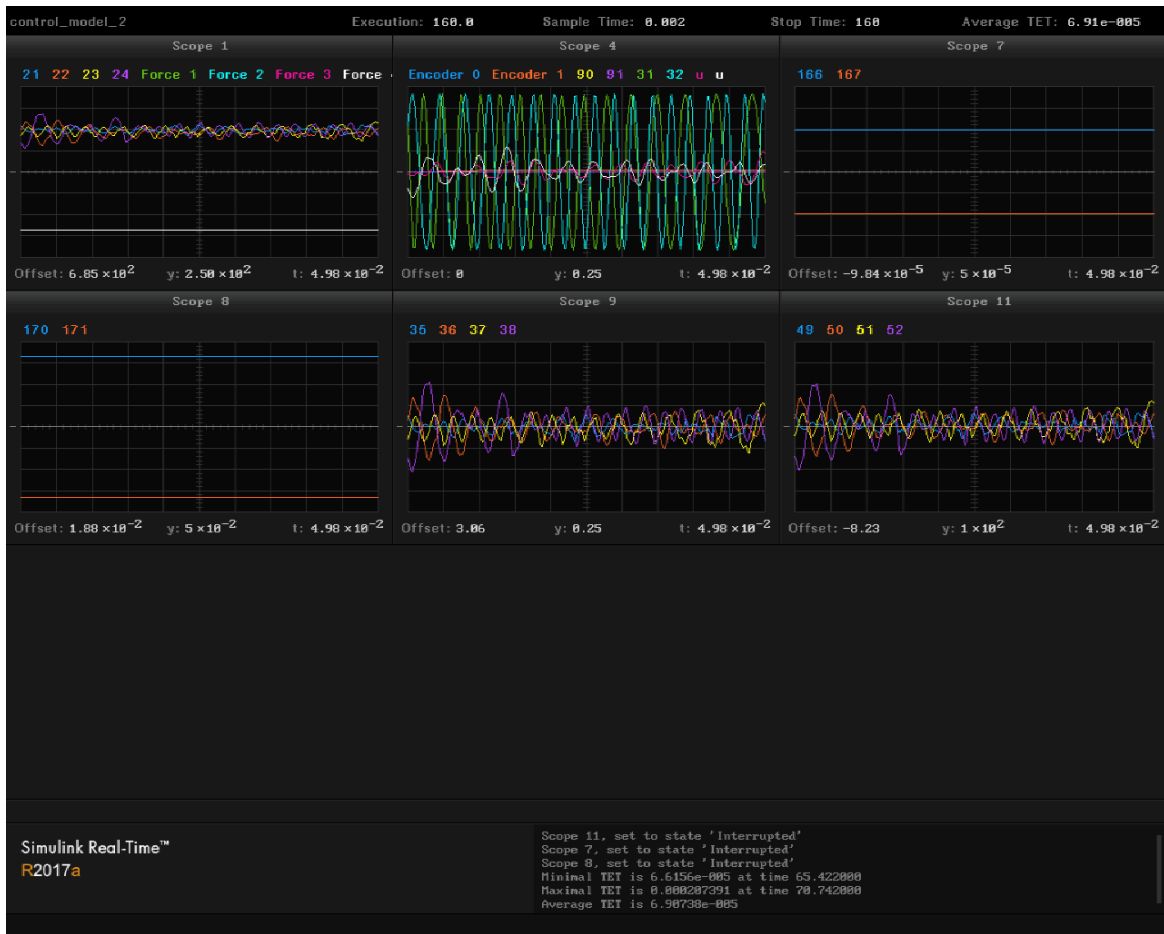 control_model_2 Execution: 160.0 Sample Time: 0.002 Stop Time: 160 Average TET: 6.91e-005
Scope 1 Scope 4 Scope 7
21 22 23 24 Force 1 Force 2 Force 3 Force Encoder 0 Encoder 1 90 91 31 32 u u 166 167
Offset: 6.85×10² y: 2.50×10² t: 4.98×10⁻² Offset: 0 y: 0.25 t: 4.98×10⁻² Offset: -9.84×10⁻⁵ y: 5×10⁻⁵ t: 4.98×10⁻²
Scope 8 Scope 9 Scope 11
170 171 35 36 37 38 49 50 51 52
Offset: 1.88×10⁻² y: 5×10⁻² t: 4.98×10⁻² Offset: 3.06 y: 0.25 t: 4.98×10⁻² Offset: -8.23 y: 1×10² t: 4.98×10⁻²
Simulink Real-Time™
R2017a
Scope 11, set to state 'Interrupted'
Scope 7, set to state 'Interrupted'
Scope 8, set to state 'Interrupted'
Minimal TET is 6.6156e-005 at time 65.422000
Maximal TET is 0.000207391 at time 70.742000
Average TET is 6.90738e-005